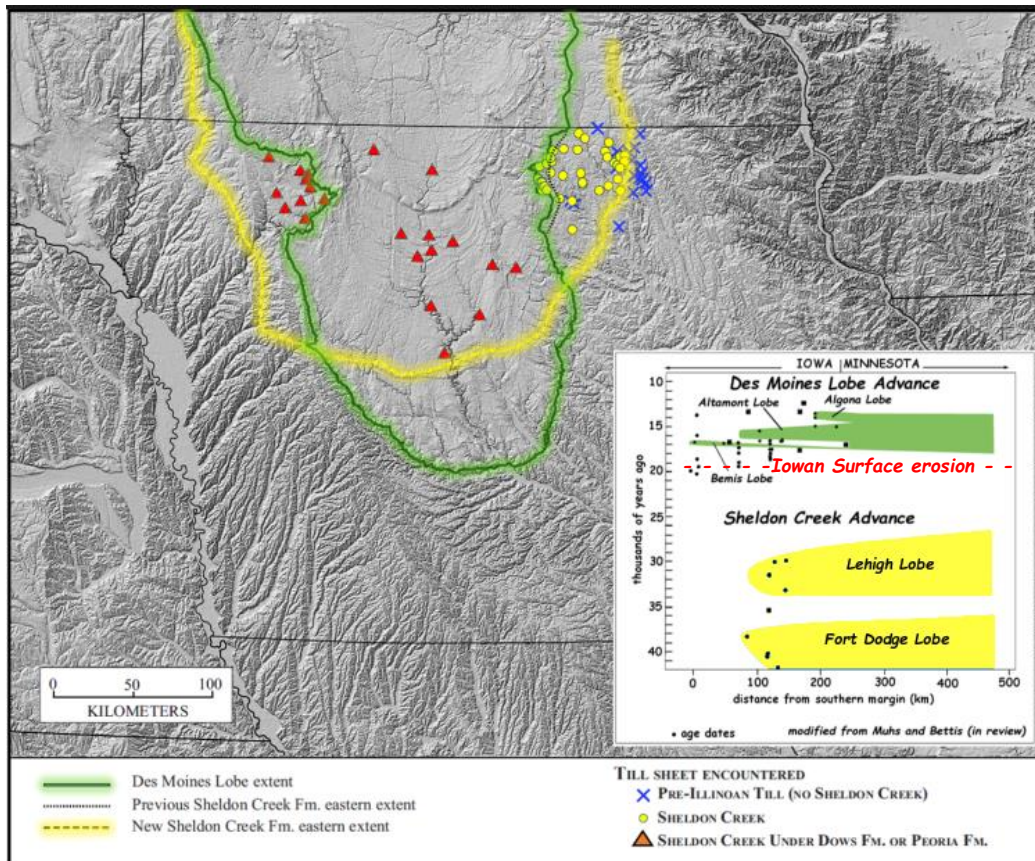 IOWA MINNESOTA
Des Moines Lobe Advance
Altamont Lobe
Algona Lobe
Iowan Surface erosion
Bemis Lobe
Sheldon Creek Advance
Lehigh Lobe
Fort Dodge Lobe
thousands of years ago
10
15
20
25
30
35
40
0 100 200 300 400 500
distance from southern margin (km)
• age dates modified from Muhs and Bettis (in review)
0 50 100
KILOMETERS
Des Moines Lobe extent
Previous Sheldon Creek Fm. eastern extent
New Sheldon Creek Fm. eastern extent
TILL SHEET ENCOUNTERED
PRE-ILLINOAN TILL (NO SHELDON CREEK)
SHELDON CREEK
SHELDON CREEK UNDER DOWS FM. OR PEORIA FM.